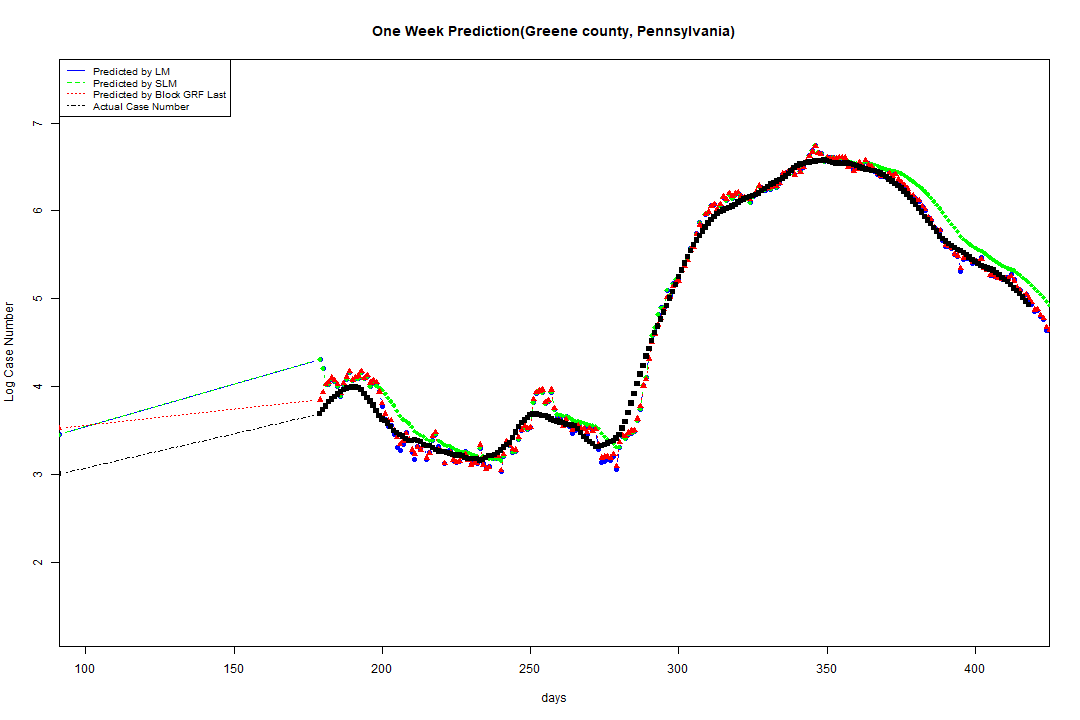 One Week Prediction(Greene county, Pennsylvania)
Predicted by LM
Predicted by SLM
Predicted by Block GRF Last
Actual Case Number
7
6
5
4
3
2
Log Case Number
100 150 200 250 300 350 400
days